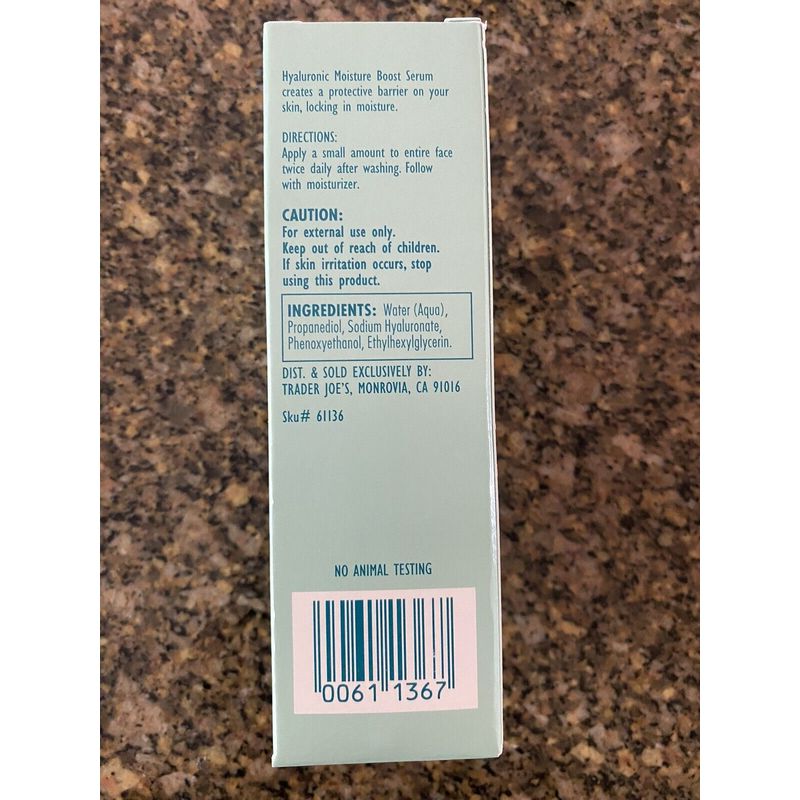 Hyaluronic Moisture Boost Serum
creates a protective barrier on your
skin, locking in moisture.
DIRECTIONS:
Apply a small amount to entire face
twice daily after washing. Follow
with moisturizer.
CAUTION:
For external use only.
Keep out of reach of children.
If skin irritation occurs, stop
using this product.
INGREDIENTS: Water (Aqua),
Propanediol, Sodium Hyaluronate,
Phenoxyethanol, Ethylhexylglycerin.
DIST. & SOLD EXCLUSIVELY BY:
TRADER JOE'S, MONROVIA, CA 91016
Sku# 61136
NO ANIMAL TESTING
0061 1367